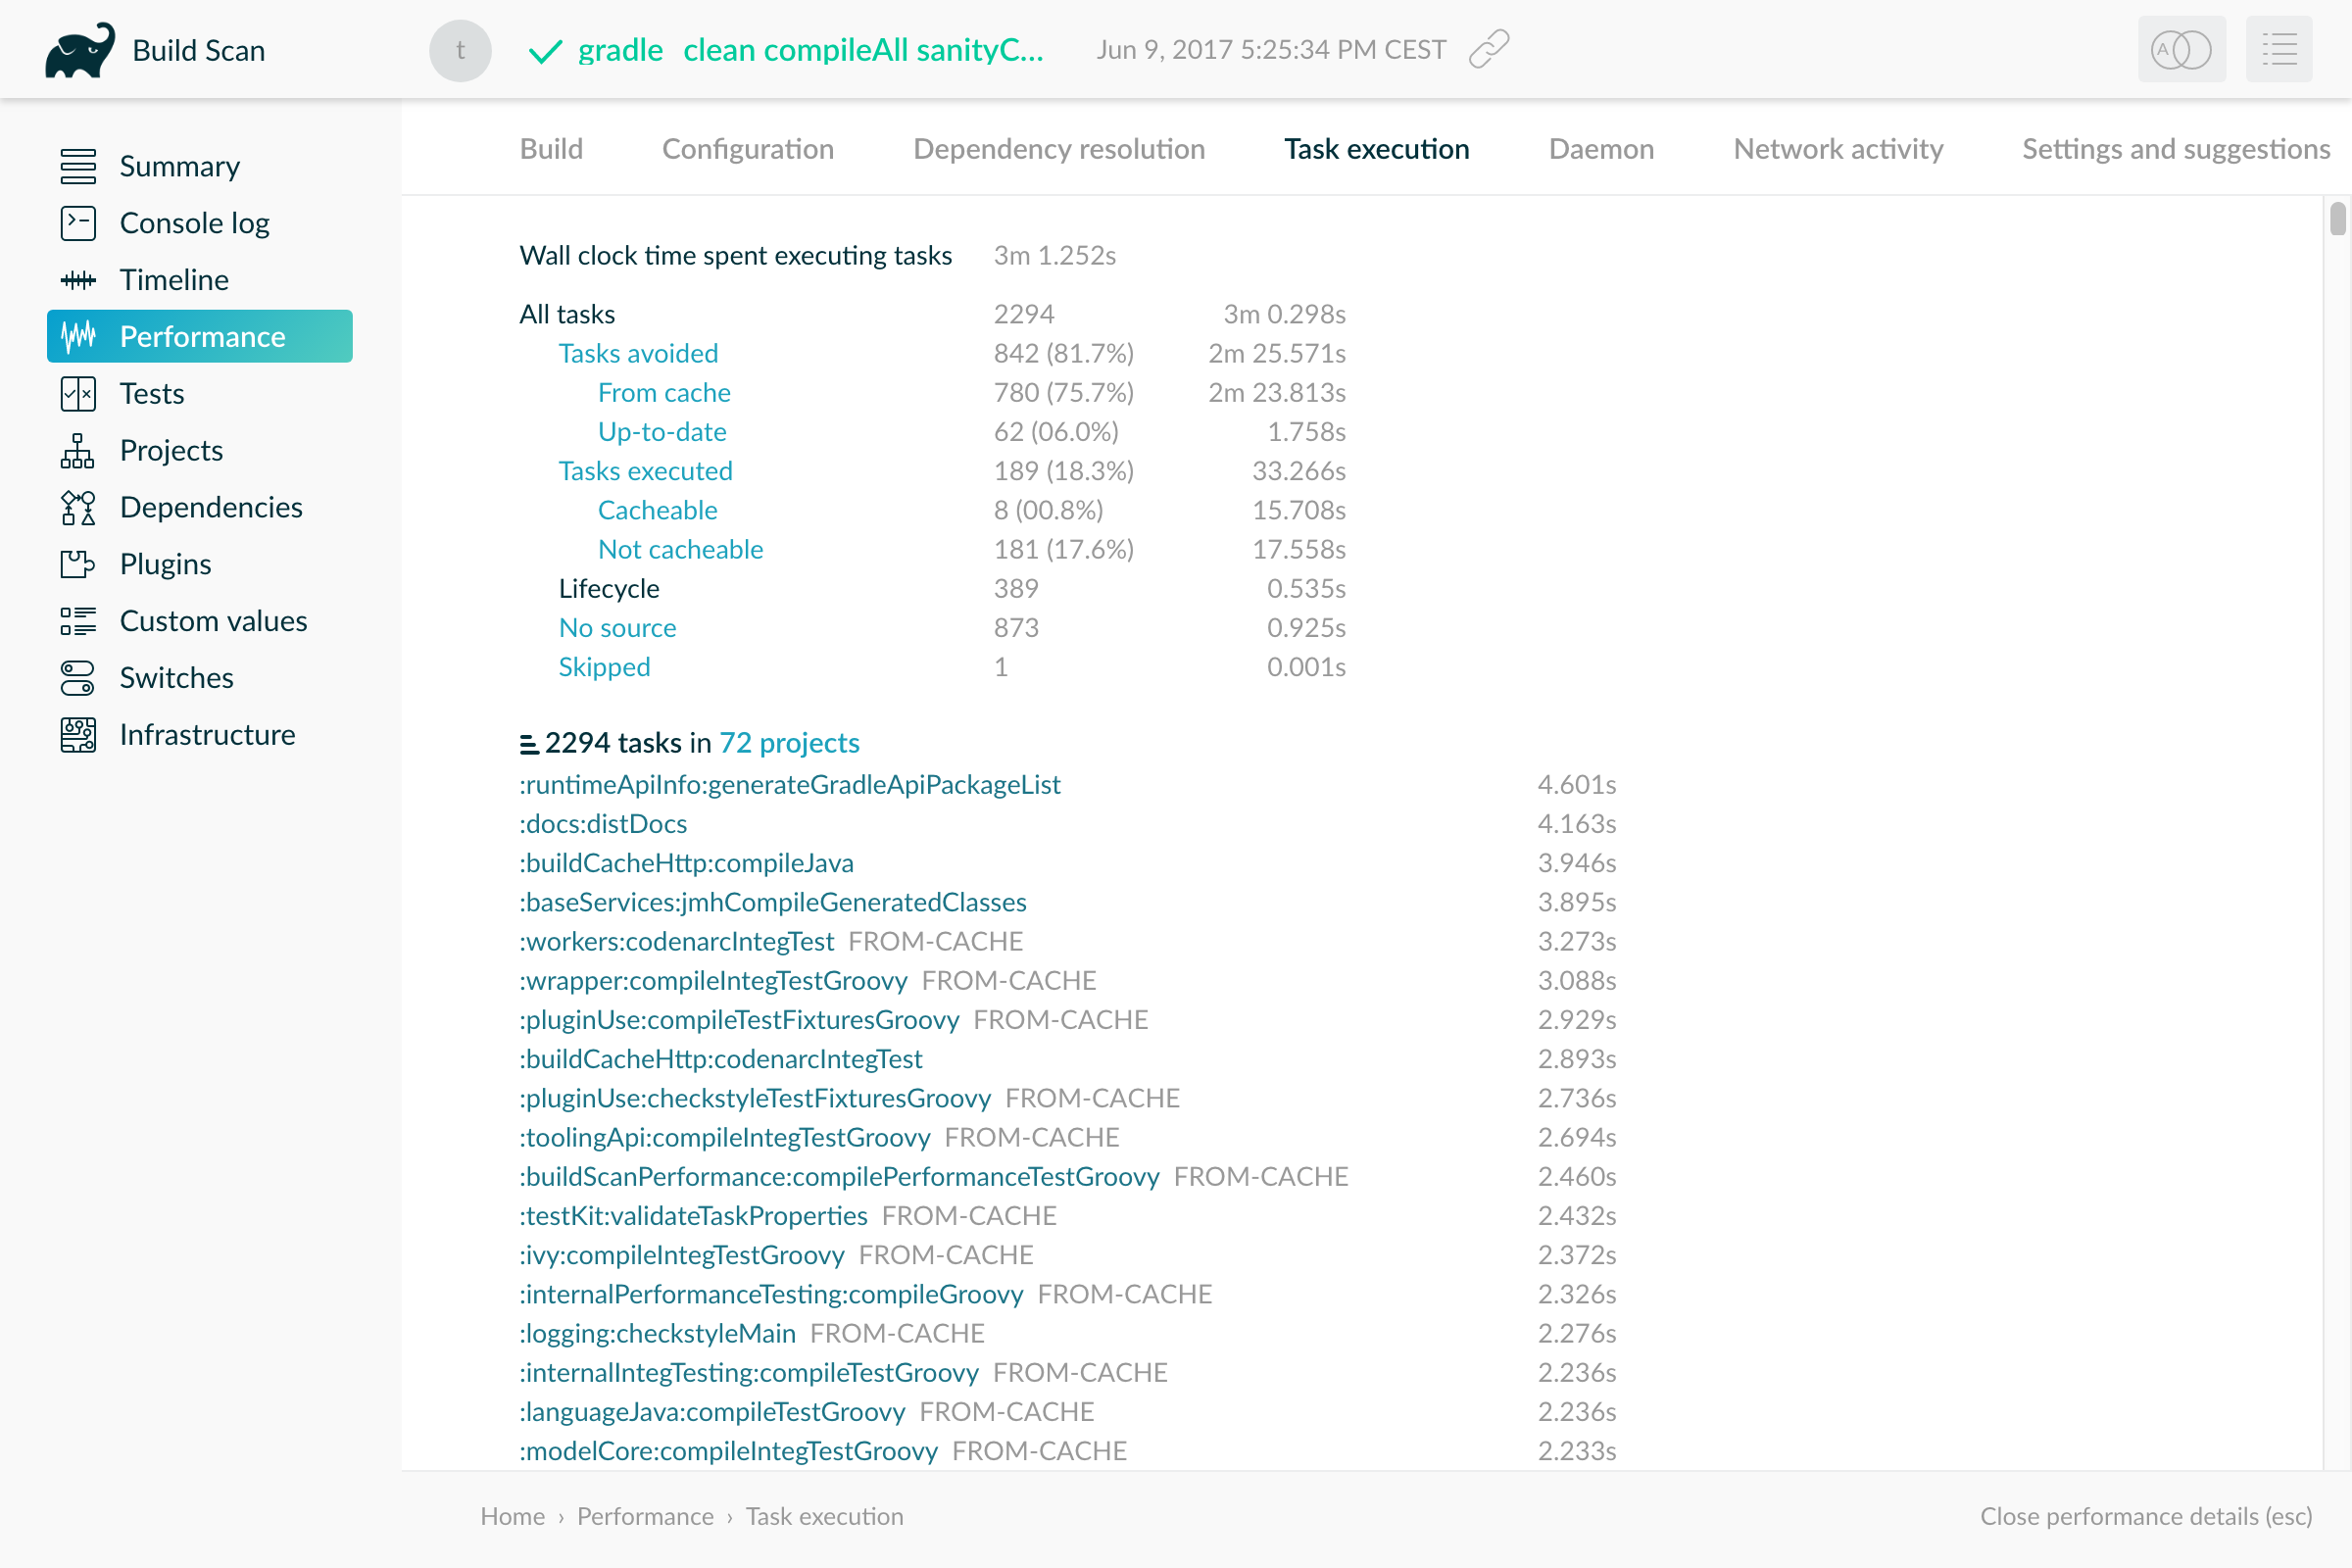 Build Scan
t
gradle clean compileAll sanityC...
Jun 9, 2017 5:25:34 PM CEST
A
Summary
Console log
Timeline
Performance
Tests
Projects
Dependencies
Plugins
Custom values
Switches
Infrastructure
Build Configuration Dependency resolution Task execution Daemon Network activity Settings and suggestions
Wall clock time spent executing tasks 3m 1.252s
All tasks 2294 3m 0.298s
Tasks avoided 842 (81.7%) 2m 25.571s
From cache 780 (75.7%) 2m 23.813s
Up-to-date 62 (06.0%) 1.758s
Tasks executed 189 (18.3%) 33.266s
Cacheable 8 (00.8%) 15.708s
Not cacheable 181 (17.6%) 17.558s
Lifecycle 389 0.535s
No source 873 0.925s
Skipped 1 0.001s
2294 tasks in 72 projects
:runtimeApiInfo:generateGradleApiPackageList 4.601s
:docs:distDocs 4.163s
:buildCacheHttp:compileJava 3.946s
:baseServices:jmhCompileGeneratedClasses 3.895s
:workers:codenarcIntegTest FROM-CACHE 3.273s
:wrapper:compileIntegTestGroovy FROM-CACHE 3.088s
:pluginUse:compileTestFixturesGroovy FROM-CACHE 2.929s
:buildCacheHttp:codenarcIntegTest 2.893s
:pluginUse:checkstyleTestFixturesGroovy FROM-CACHE 2.736s
:toolingApi:compileIntegTestGroovy FROM-CACHE 2.694s
:buildScanPerformance:compilePerformanceTestGroovy FROM-CACHE 2.460s
:testKit:validateTaskProperties FROM-CACHE 2.432s
:ivy:compileIntegTestGroovy FROM-CACHE 2.372s
:internalPerformanceTesting:compileGroovy FROM-CACHE 2.326s
:logging:checkstyleMain FROM-CACHE 2.276s
:internalIntegTesting:compileTestGroovy FROM-CACHE 2.236s
:languageJava:compileTestGroovy FROM-CACHE 2.236s
:modelCore:compileIntegTestGroovy FROM-CACHE 2.233s
Home › Performance › Task execution
Close performance details (esc)